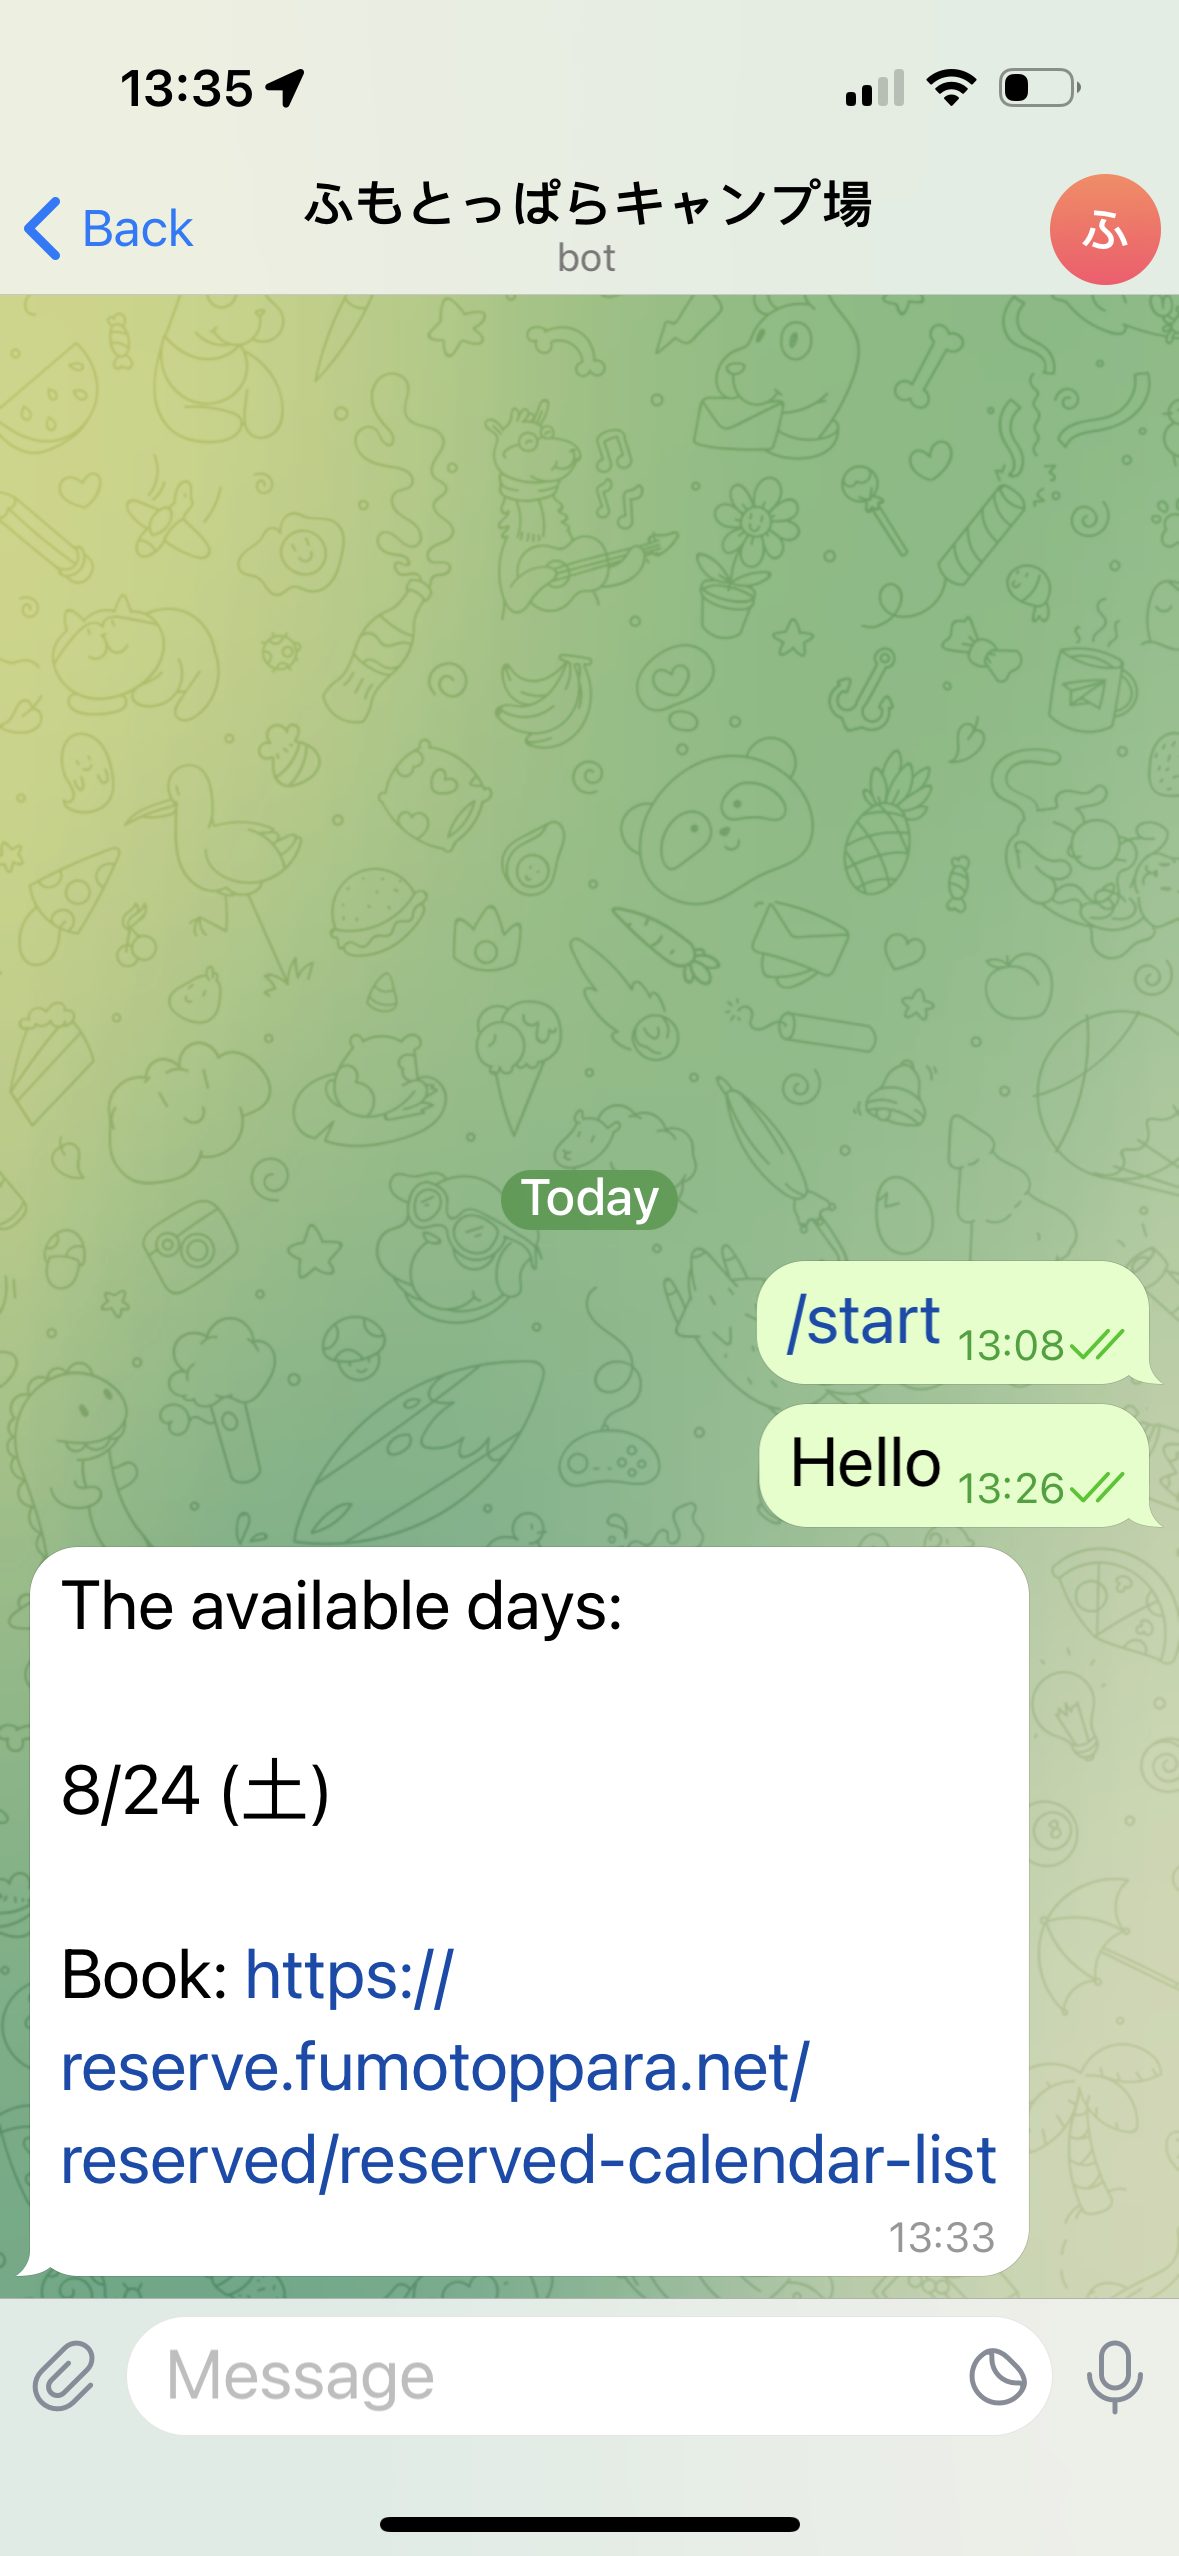 13:35
Back
ふもとっぱらキャンプ場
bot
ふ
Today
/start 13:08
Hello 13:26
The available days:
8/24 (土)
Book: https://
reserve.fumotoppara.net/
reserved/reserved-calendar-list
13:33
Message